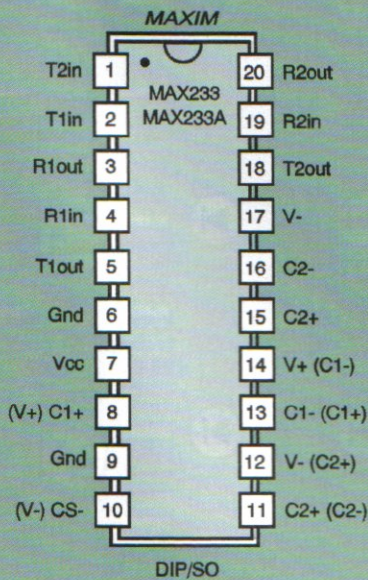 MAXIM
T2in 1 20 R2out
MAX233
T1in 2 MAX233A 19 R2in
R1out 3 18 T2out
R1in 4 17 V-
T1out 5 16 C2-
Gnd 6 15 C2+
Vcc 7 14 V+ (C1-)
(V+) C1+ 8 13 C1- (C1+)
Gnd 9 12 V- (C2+)
(V-) CS- 10 11 C2+ (C2-)
DIP/SO